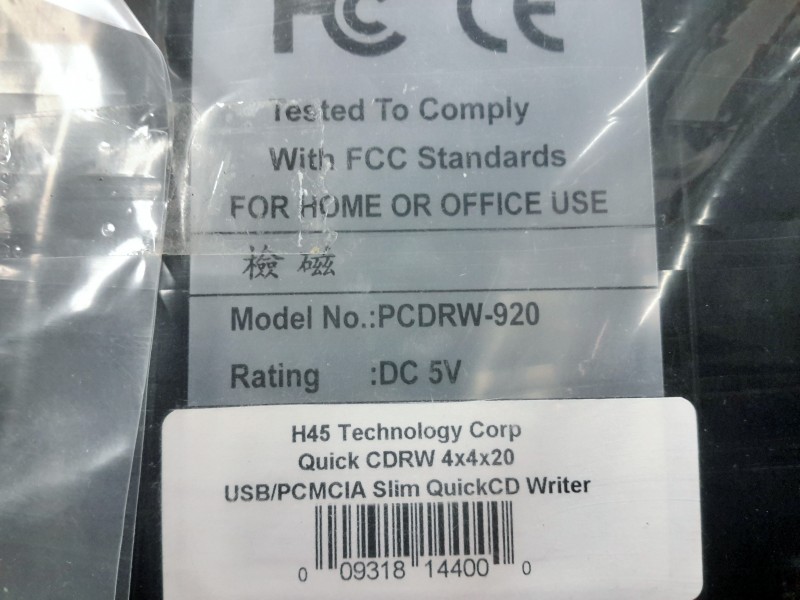 FC CE
Tested To Comply
With FCC Standards
FOR HOME OR OFFICE USE
檢 磁
Model No.:PCDRW-920
Rating :DC 5V
H45 Technology Corp
Quick CDRW 4x4x20
USB/PCMCIA Slim QuickCD Writer
0 09318 14400 0